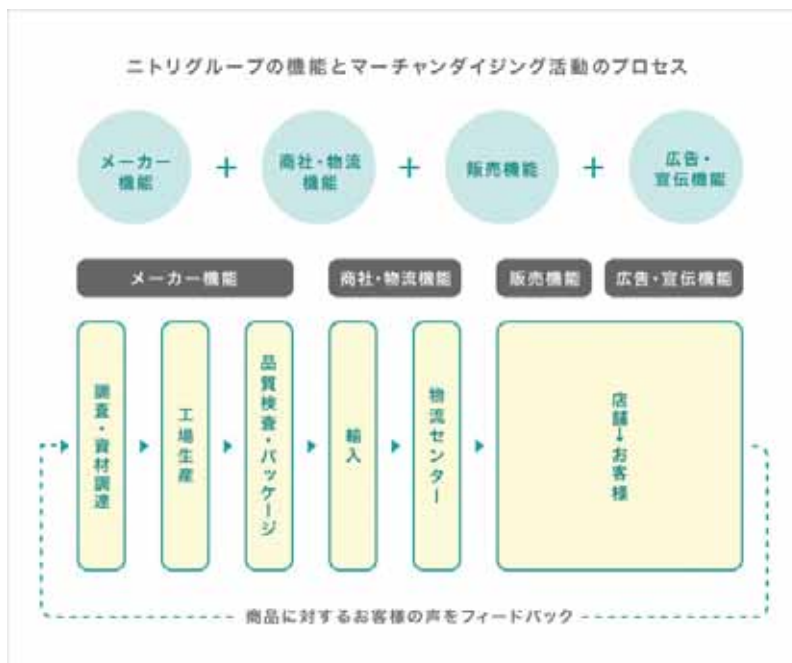 ニトリグループの機能とマーチャンダイジング活動のプロセス
メーカー
機能
+
商社・物流
機能
+
販売機能
+
広告・
宣伝機能
メーカー機能
商社・物流機能
販売機能
広告・宣伝機能
調査・資材調達
工場生産
品質検査・パッケージ
輸入
物流センター
店舗→お客様
商品に対するお客様の声をフィードバック